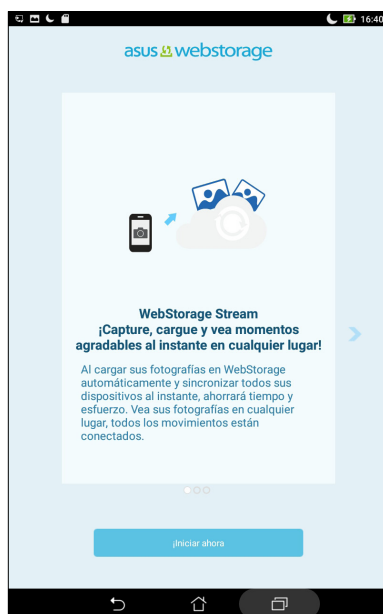 16:40
asus webstorage
WebStorage Stream
¡Capture, cargue y vea momentos
agradables al instante en cualquier lugar!
Al cargar sus fotografías en WebStorage
automáticamente y sincronizar todos sus
dispositivos al instante, ahorrará tiempo y
esfuerzo. Vea sus fotografías en cualquier
lugar, todos los movimientos están
conectados.
¡Iniciar ahora